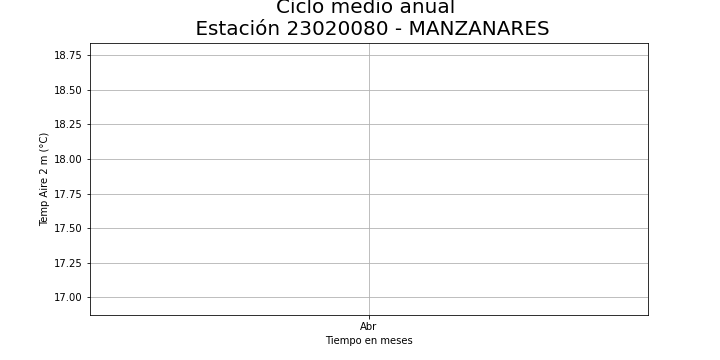 Ciclo medio anual
Estación 23020080 - MANZANARES
18.75
18.50
18.25
18.00
17.75
17.50
17.25
17.00
Temp Aire 2 m (°C)
Abr
Tiempo en meses